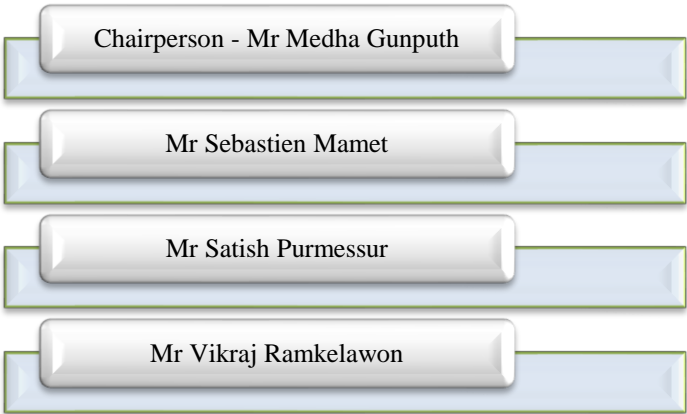 Chairperson - Mr Medha Gunputh
Mr Sebastien Mamet
Mr Satish Purmessur
Mr Vikraj Ramkelawon